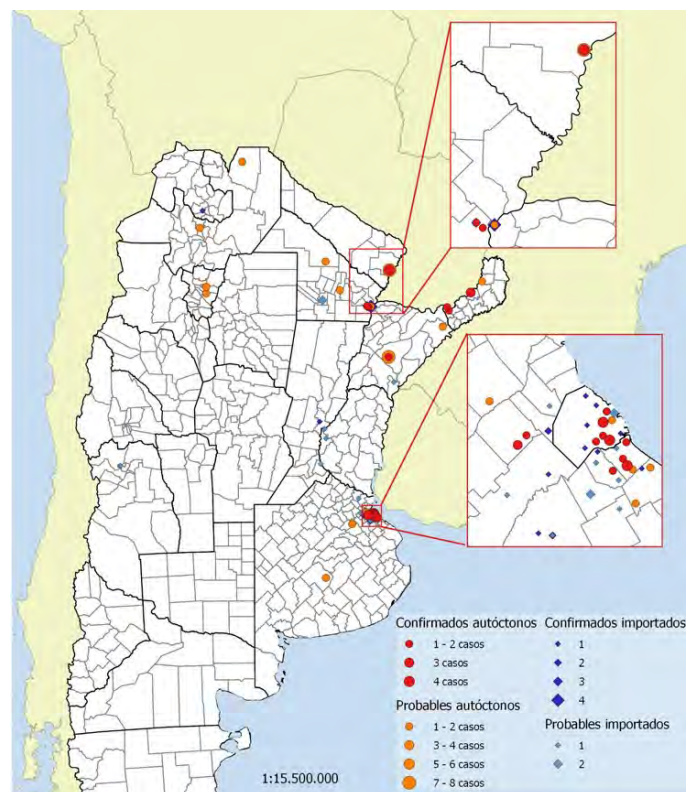 Confirmados autóctonos
1 - 2 casos
3 casos
4 casos
Probables autóctonos
1 - 2 casos
3 - 4 casos
5 - 6 casos
7 - 8 casos
Confirmados importados
1
2
3
4
Probables importados
1
2
1:15.500.000